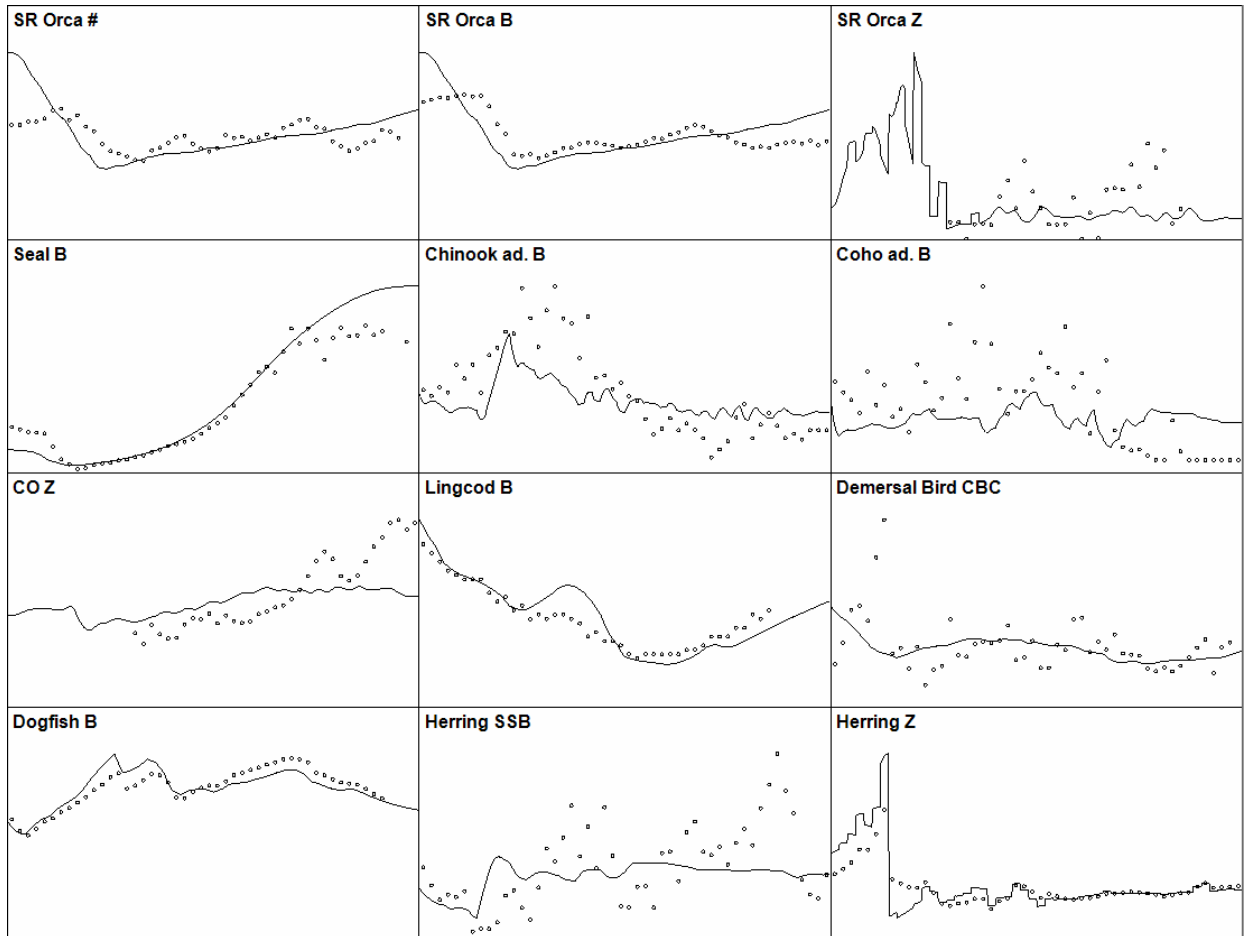 SR Orca #
SR Orca B
SR Orca Z
Seal B
Chinook ad. B
Coho ad. B
CO Z
Lingcod B
Demersal Bird CBC
Dogfish B
Herring SSB
Herring Z